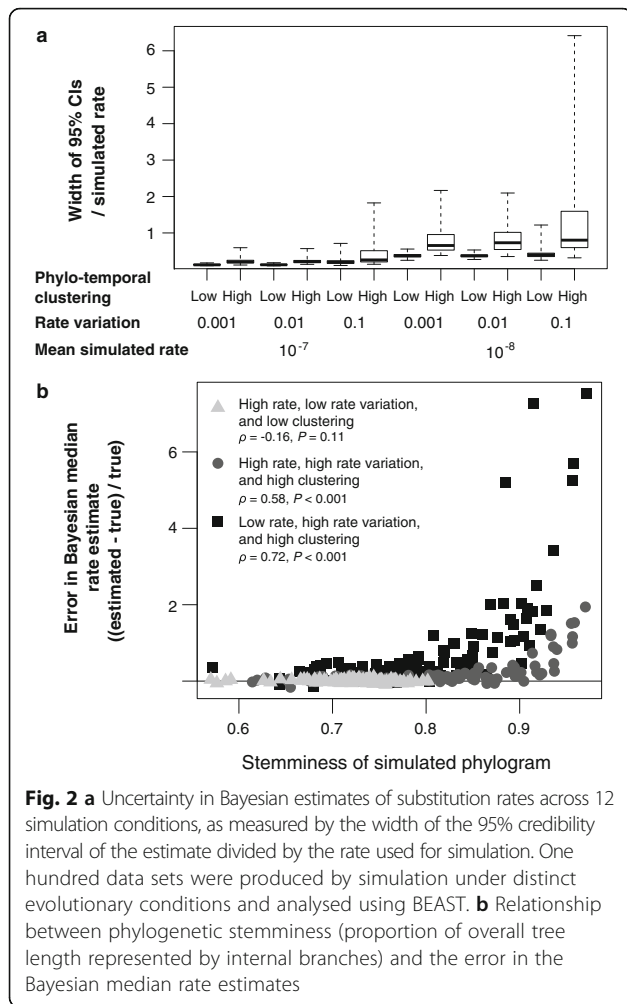 a
Width of 95% CIs
/ simulated rate
6
5
4
3
2
1
Phylo-temporal
clustering
Low High Low High Low High Low High Low High Low High
Rate variation
0.001 0.01 0.1 0.001 0.01 0.1
Mean simulated rate
10-7 10-8
b
Error in Bayesian median
rate estimate
((estimated - true) / true)
6
4
2
High rate, low rate variation,
and low clustering
ρ = -0.16, P = 0.11
High rate, high rate variation,
and high clustering
ρ = 0.58, P < 0.001
Low rate, high rate variation,
and high clustering
ρ = 0.72, P < 0.001
0.6 0.7 0.8 0.9
Stemminess of simulated phylogram
Fig. 2 a Uncertainty in Bayesian estimates of substitution rates across 12
simulation conditions, as measured by the width of the 95% credibility
interval of the estimate divided by the rate used for simulation. One
hundred data sets were produced by simulation under distinct
evolutionary conditions and analysed using BEAST. b Relationship
between phylogenetic stemminess (proportion of overall tree
length represented by internal branches) and the error in the
Bayesian median rate estimates